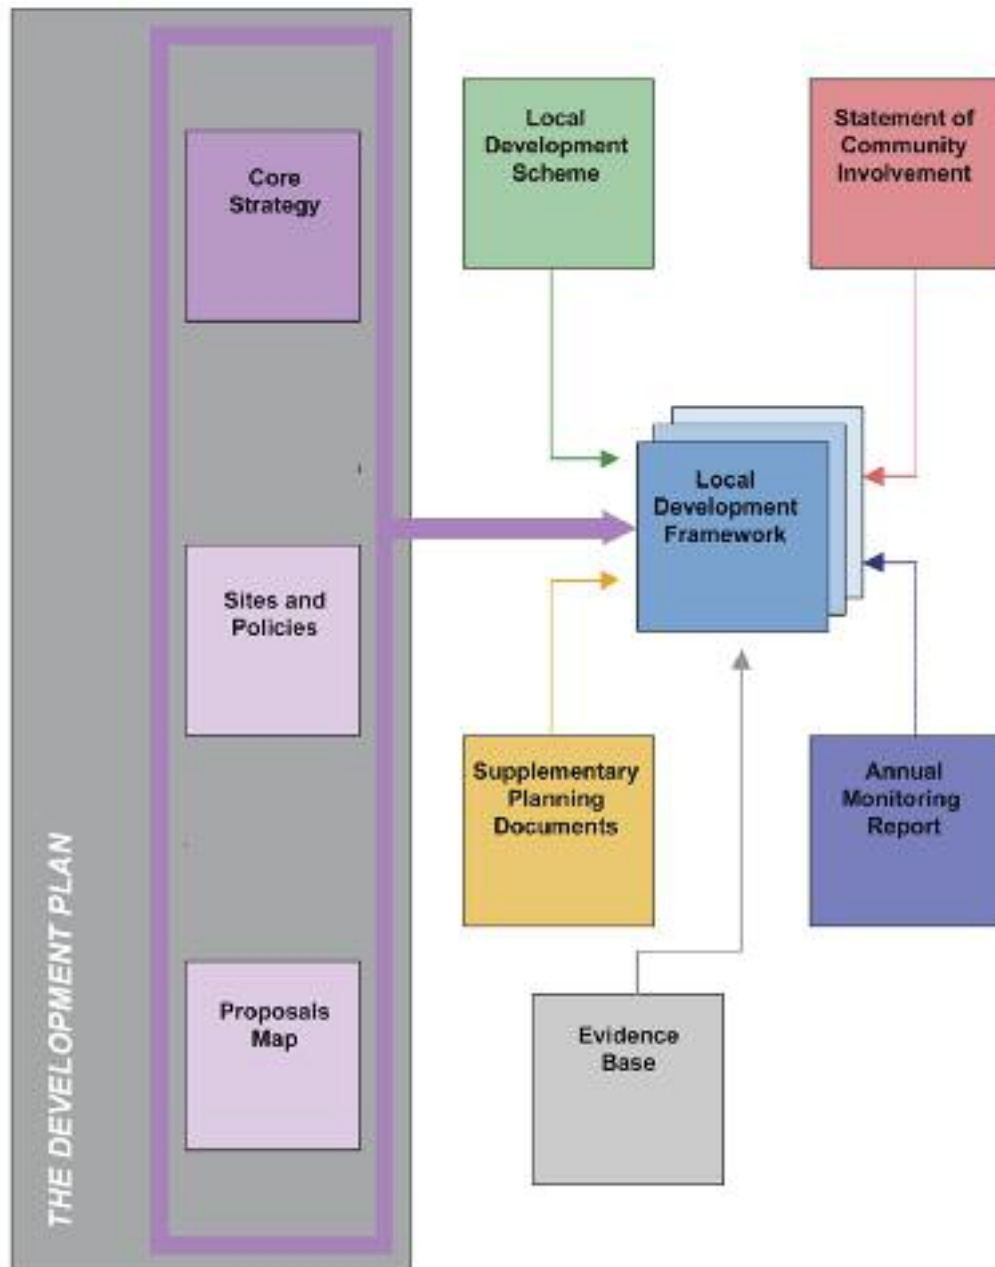 Local
Development
Scheme
Statement of
Community
Involvement
Core
Strategy
Local
Development
Framework
Sites and
Policies
Supplementary
Planning
Documents
Annual
Monitoring
Report
Proposals
Map
Evidence
Base
THE DEVELOPMENT PLAN